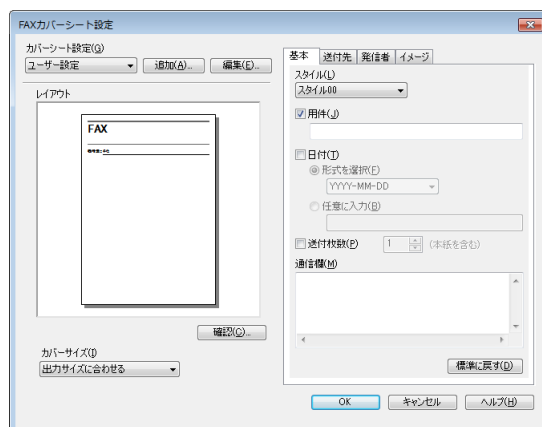 FAXカバーシート設定
カバーシート設定(G)
ユーザー設定
追加(A)...
編集(E)...
レイアウト
FAX
確認(C)...
カバーサイズ(I)
出力サイズに合わせる
基本 送付先 発信者 イメージ
スタイル(L)
スタイル00
用件(J)
日付(T)
形式を選択(F)
YYYY-MM-DD
任意に入力(B)
送付枚数(P) 1 (本紙を含む)
通信欄(M)
標準に戻す(D)
OK キャンセル ヘルプ(H)